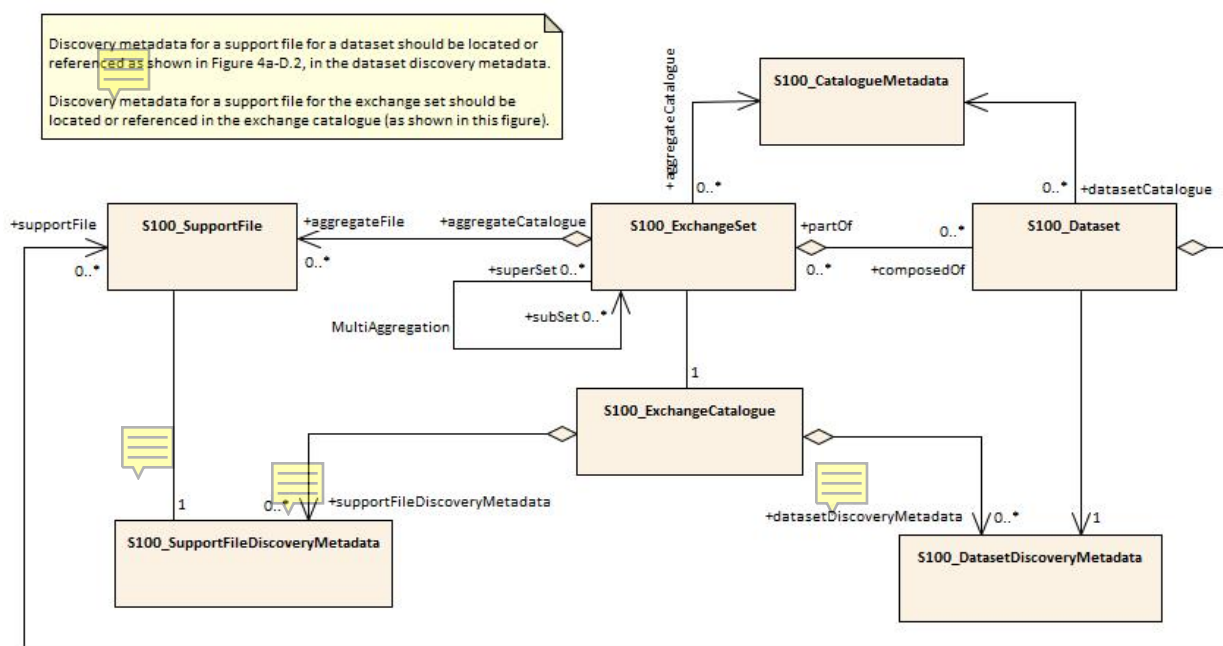 Discovery metadata for a support file for a dataset should be located or
referenced as shown in Figure 4a-D.2, in the dataset discovery metadata.
Discovery metadata for a support file for the exchange set should be
located or referenced in the exchange catalogue (as shown in this figure).
S100_CatalogueMetadata
+aggregateCatalogue
0..*
0..*
+datasetCatalogue
+supportFile
0..*
S100_SupportFile
+aggregateFile
0..*
+aggregateCatalogue
S100_ExchangeSet
+partOf
0..*
0..*
+composedOf
S100_Dataset
+superSet 0..*
+subSet 0..*
MultiAggregation
1
S100_ExchangeCatalogue
1
0..*
+supportFileDiscoveryMetadata
+datasetDiscoveryMetadata
0..*
1
S100_SupportFileDiscoveryMetadata
S100_DatasetDiscoveryMetadata